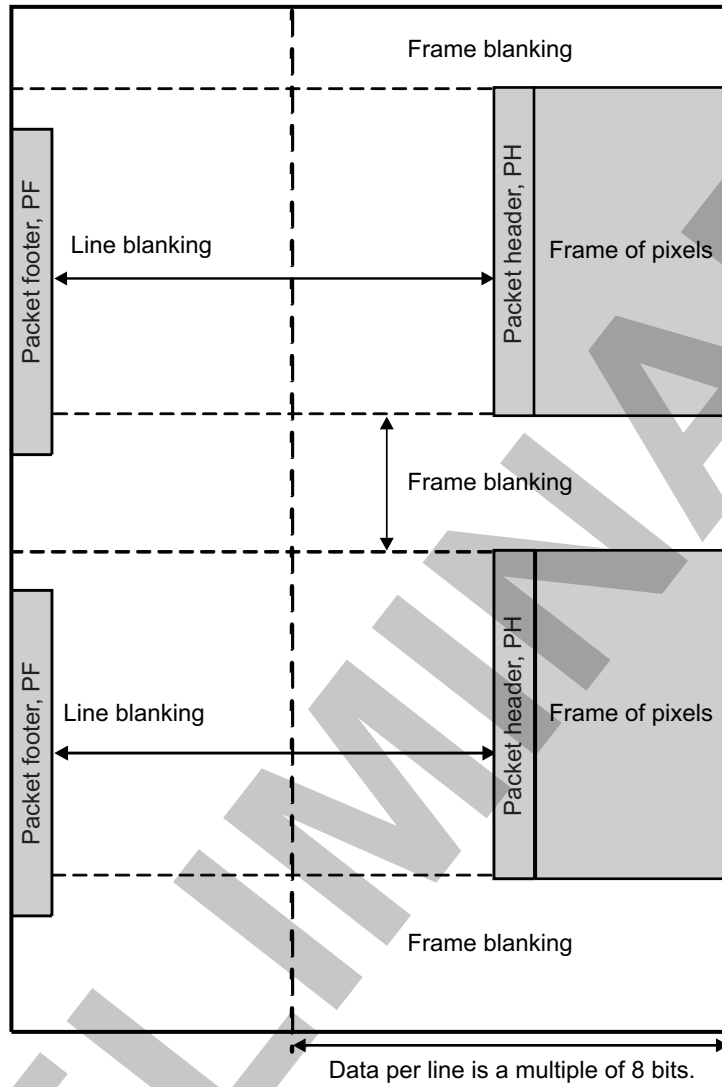 Frame blanking
Packet footer, PF
Line blanking
Packet header, PH
Frame of pixels
Frame blanking
Packet footer, PF
Line blanking
Packet header, PH
Frame of pixels
Frame blanking
Data per line is a multiple of 8 bits.